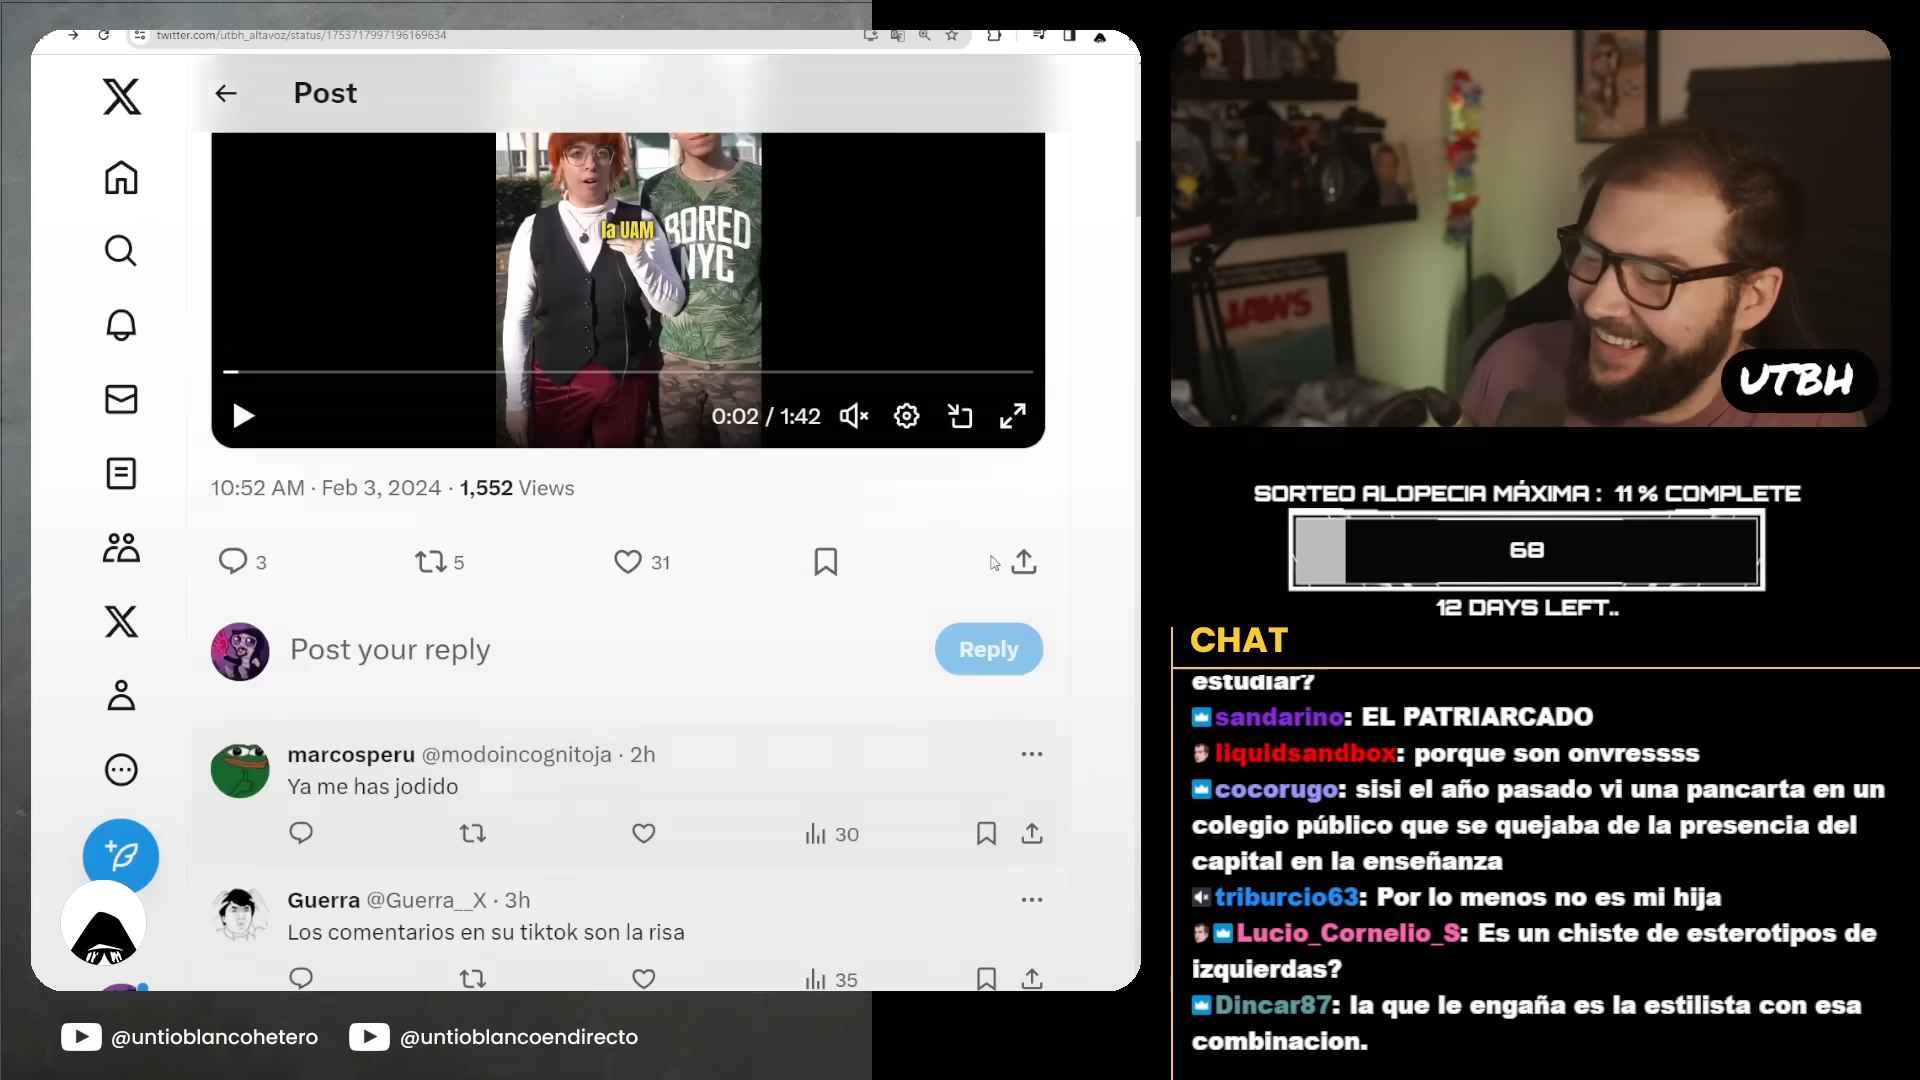 twitter.com/utbh_altavoz/status/1753717997196169634
Post
la UAM
BORED
NYC
0:02 / 1:42
10:52 AM · Feb 3, 2024 · 1,552 Views
3
5
31
Post your reply
Reply
marcosperu @modoincognitoja · 2h
Ya me has jodido
30
Guerra @Guerra__X · 3h
Los comentarios en su tiktok son la risa
35
@untioblancohetero
@untioblancoendirecto
JAWS
UTBH
SORTEO ALOPECIA MÁXIMA : 11 % COMPLETE
68
12 DAYS LEFT..
CHAT
estudiar?
sandarino: EL PATRIARCADO
liquidsandbox: porque son onvressss
cocorugo: sisi el año pasado vi una pancarta en un
colegio público que se quejaba de la presencia del
capital en la enseñanza
triburcio63: Por lo menos no es mi hija
Lucio_Cornelio_S: Es un chiste de esterotipos de
izquierdas?
Dincar87: la que le engaña es la estilista con esa
combinacion.